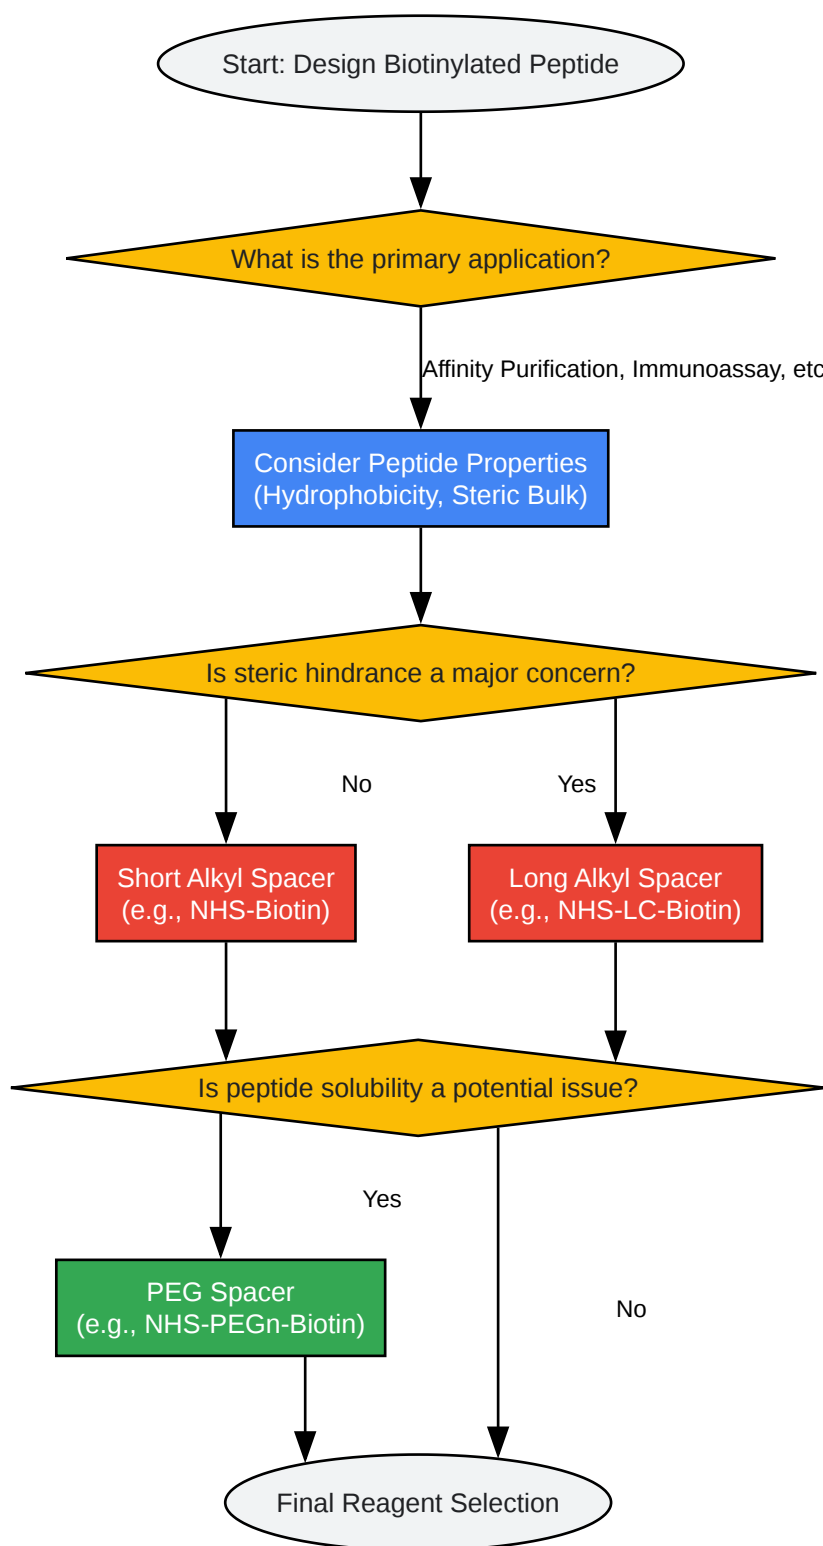 Start: Design Biotinylated Peptide
What is the primary application?
Affinity Purification, Immunoassay, etc
Consider Peptide Properties
(Hydrophobicity, Steric Bulk)
Is steric hindrance a major concern?
No
Yes
Short Alkyl Spacer
(e.g., NHS-Biotin)
Long Alkyl Spacer
(e.g., NHS-LC-Biotin)
Is peptide solubility a potential issue?
Yes
PEG Spacer
(e.g., NHS-PEGn-Biotin)
No
Final Reagent Selection